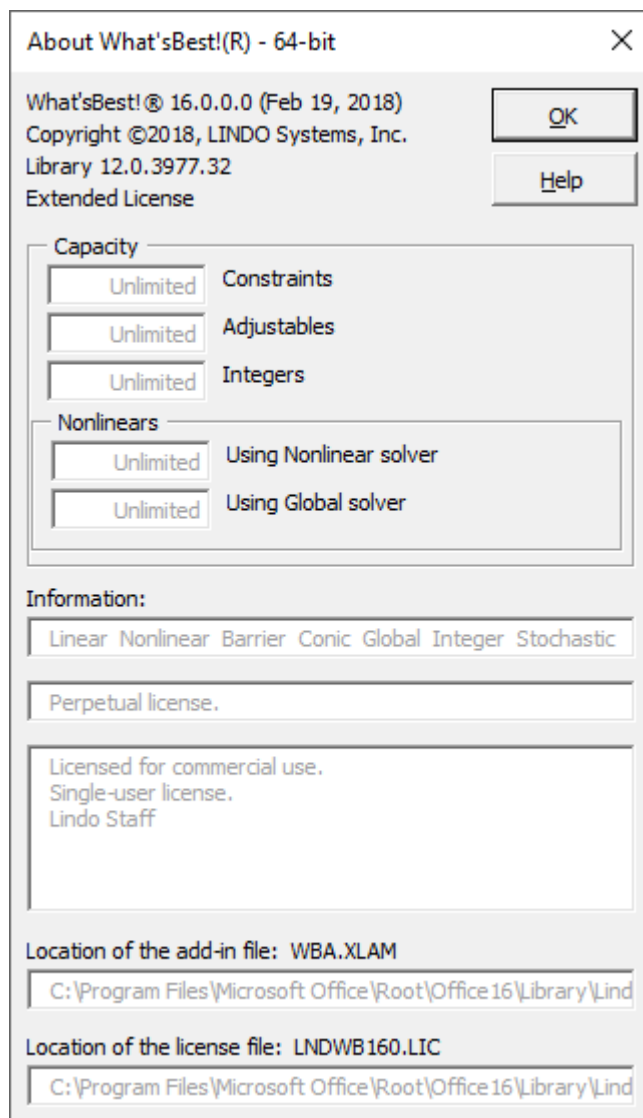 About What'sBest!(R) - 64-bit
What'sBest!® 16.0.0.0 (Feb 19, 2018)
Copyright ©2018, LINDO Systems, Inc.
Library 12.0.3977.32
Extended License
OK
Help
Capacity
Unlimited Constraints
Unlimited Adjustables
Unlimited Integers
Nonlinears
Unlimited Using Nonlinear solver
Unlimited Using Global solver
Information:
Linear Nonlinear Barrier Conic Global Integer Stochastic
Perpetual license.
Licensed for commercial use.
Single-user license.
Lindo Staff
Location of the add-in file: WBA.XLAM
C:\Program Files\Microsoft Office\Root\Office16\Library\Lind
Location of the license file: LNDWB160.LIC
C:\Program Files\Microsoft Office\Root\Office16\Library\Lind